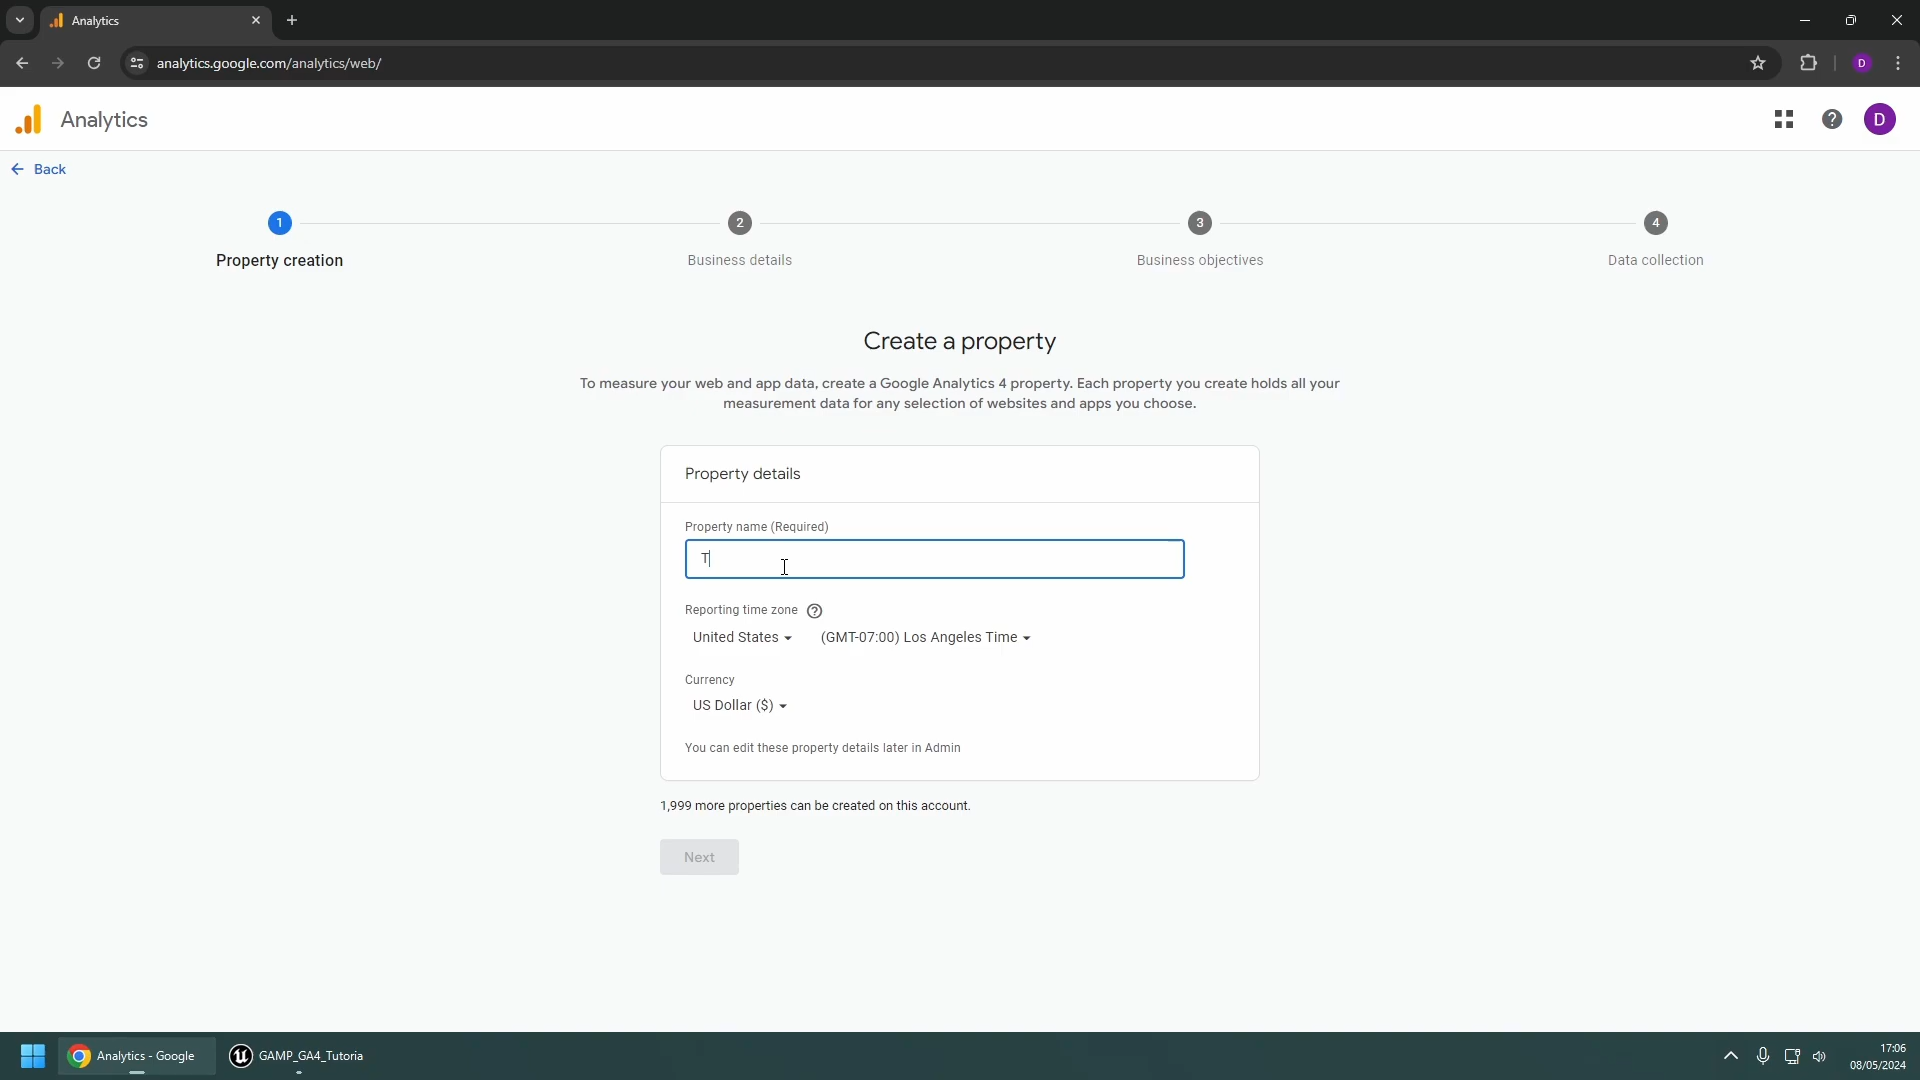 Analytics
analytics.google.com/analytics/web/
D
Analytics
D
Back
1
2
3
4
Property creation
Business details
Business objectives
Data collection
Create a property
To measure your web and app data, create a Google Analytics 4 property. Each property you create holds all your
measurement data for any selection of websites and apps you choose.
Property details
Property name (Required)
T
Reporting time zone
United States
(GMT-07:00) Los Angeles Time
Currency
US Dollar ($)
You can edit these property details later in Admin
1,999 more properties can be created on this account.
Next
Analytics - Google
GAMP_GA4_Tutoria
17:06
08/05/2024